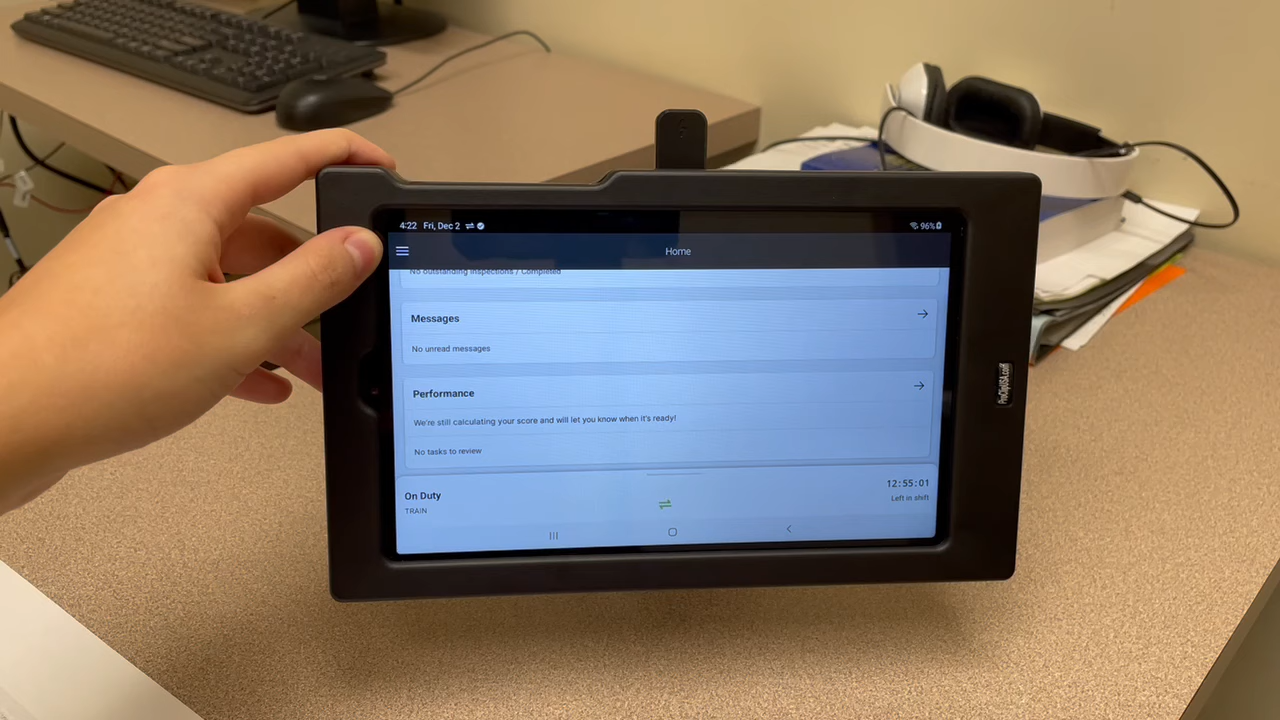 4:22 Fri, Dec 2 96%
Home
No outstanding Inspections / Completed
Messages
No unread messages
Performance
We're still calculating your score and will let you know when it's ready!
No tasks to review
On Duty
TRAIN
12:55:01
Left in shift
ProClipUSA.com